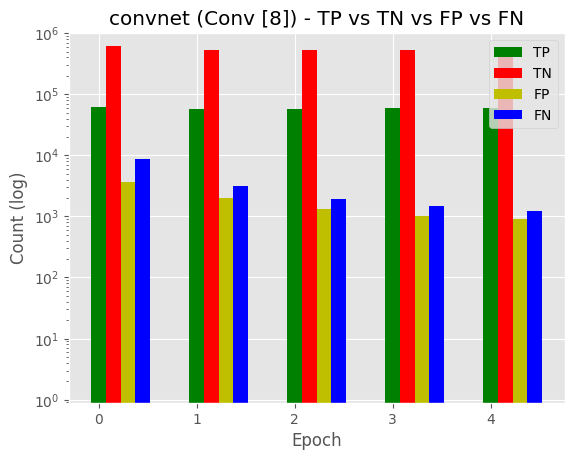 convnet (Conv [8]) - TP vs TN vs FP vs FN
TP
TN
FP
FN
Count (log)
10^6
10^5
10^4
10^3
10^2
10^1
10^0
0 1 2 3 4
Epoch